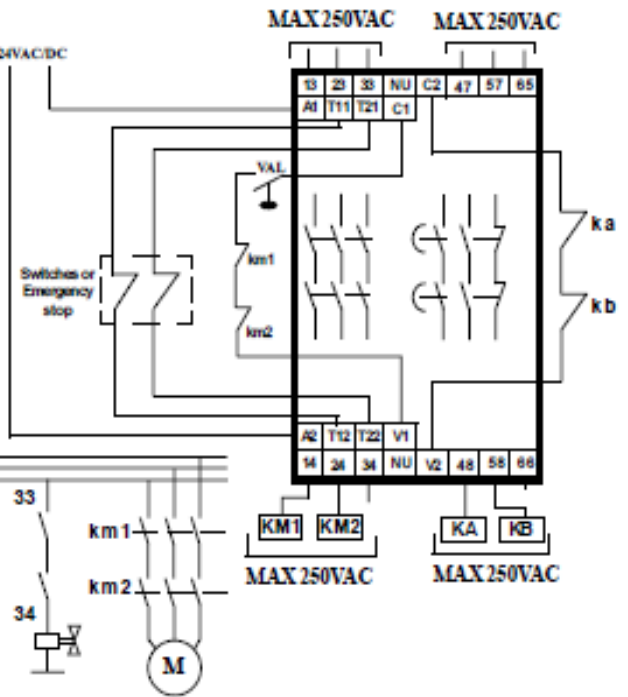 MAX 250VAC MAX 250VAC
24VAC/DC
13 23 33 NU C2 47 57 65
A1 T11 T21 C1
VAL
ka
km1
Switches or
Emergency
stop
kb
km2
A2 T12 T22 V1
14 24 34 NU V2 48 58 66
33
km1
KM1 KM2 KA KB
MAX 250VAC MAX 250VAC
km2
34
M